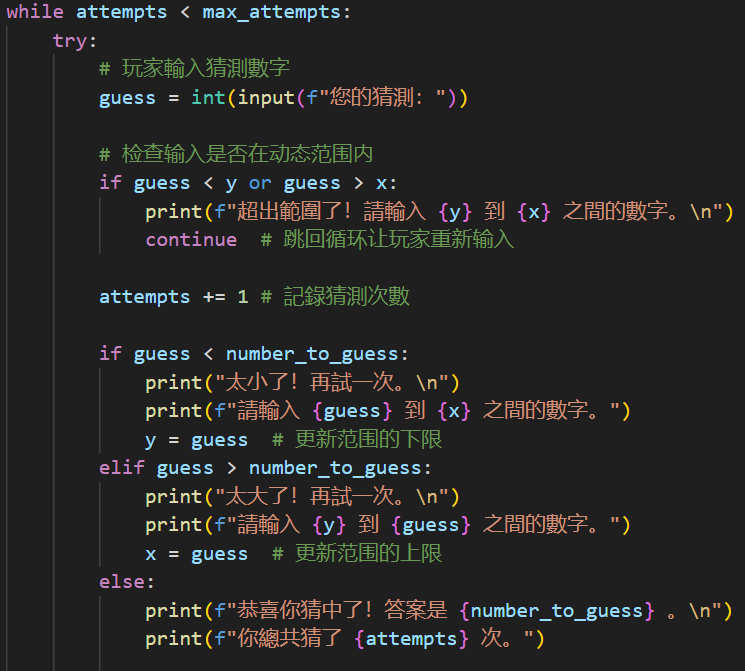 while attempts < max_attempts:
try:
# 玩家輸入猜測數字
guess = int(input(f"您的猜測: "))
# 检查输入是否在动态范围内
if guess < y or guess > x:
print(f"超出範圍了! 請輸入 {y} 到 {x} 之間的數字。\n")
continue # 跳回循环让玩家重新输入
attempts += 1 # 記錄猜測次數
if guess < number_to_guess:
print("太小了! 再試一次。\n")
print(f"請輸入 {guess} 到 {x} 之間的數字。")
y = guess # 更新范围的下限
elif guess > number_to_guess:
print("太大了! 再試一次。\n")
print(f"請輸入 {y} 到 {guess} 之間的數字。")
x = guess # 更新范围的上限
else:
print(f"恭喜你猜中了! 答案是 {number_to_guess} 。\n")
print(f"你總共猜了 {attempts} 次。")